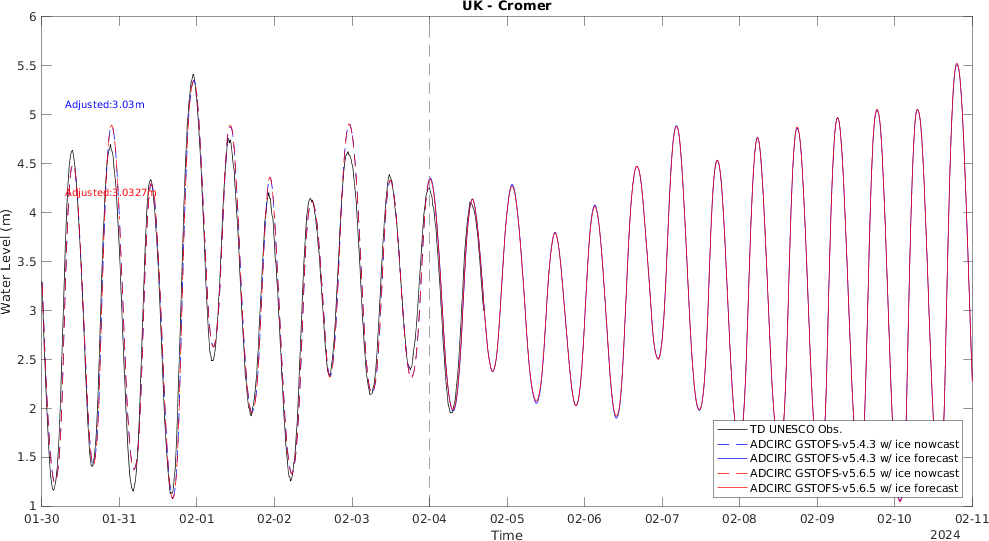 UK - Cromer
6
5.5
5
4.5
4
3.5
3
2.5
2
1.5
1
Water Level (m)
Adjusted:3.03m
Adjusted:3.0327m
TD UNESCO Obs.
ADCIRC GSTOFS-v5.4.3 w/ ice nowcast
ADCIRC GSTOFS-v5.4.3 w/ ice forecast
ADCIRC GSTOFS-v5.6.5 w/ ice nowcast
ADCIRC GSTOFS-v5.6.5 w/ ice forecast
01-30 01-31 02-01 02-02 02-03 02-04 02-05 02-06 02-07 02-08 02-09 02-10 02-11
Time
2024